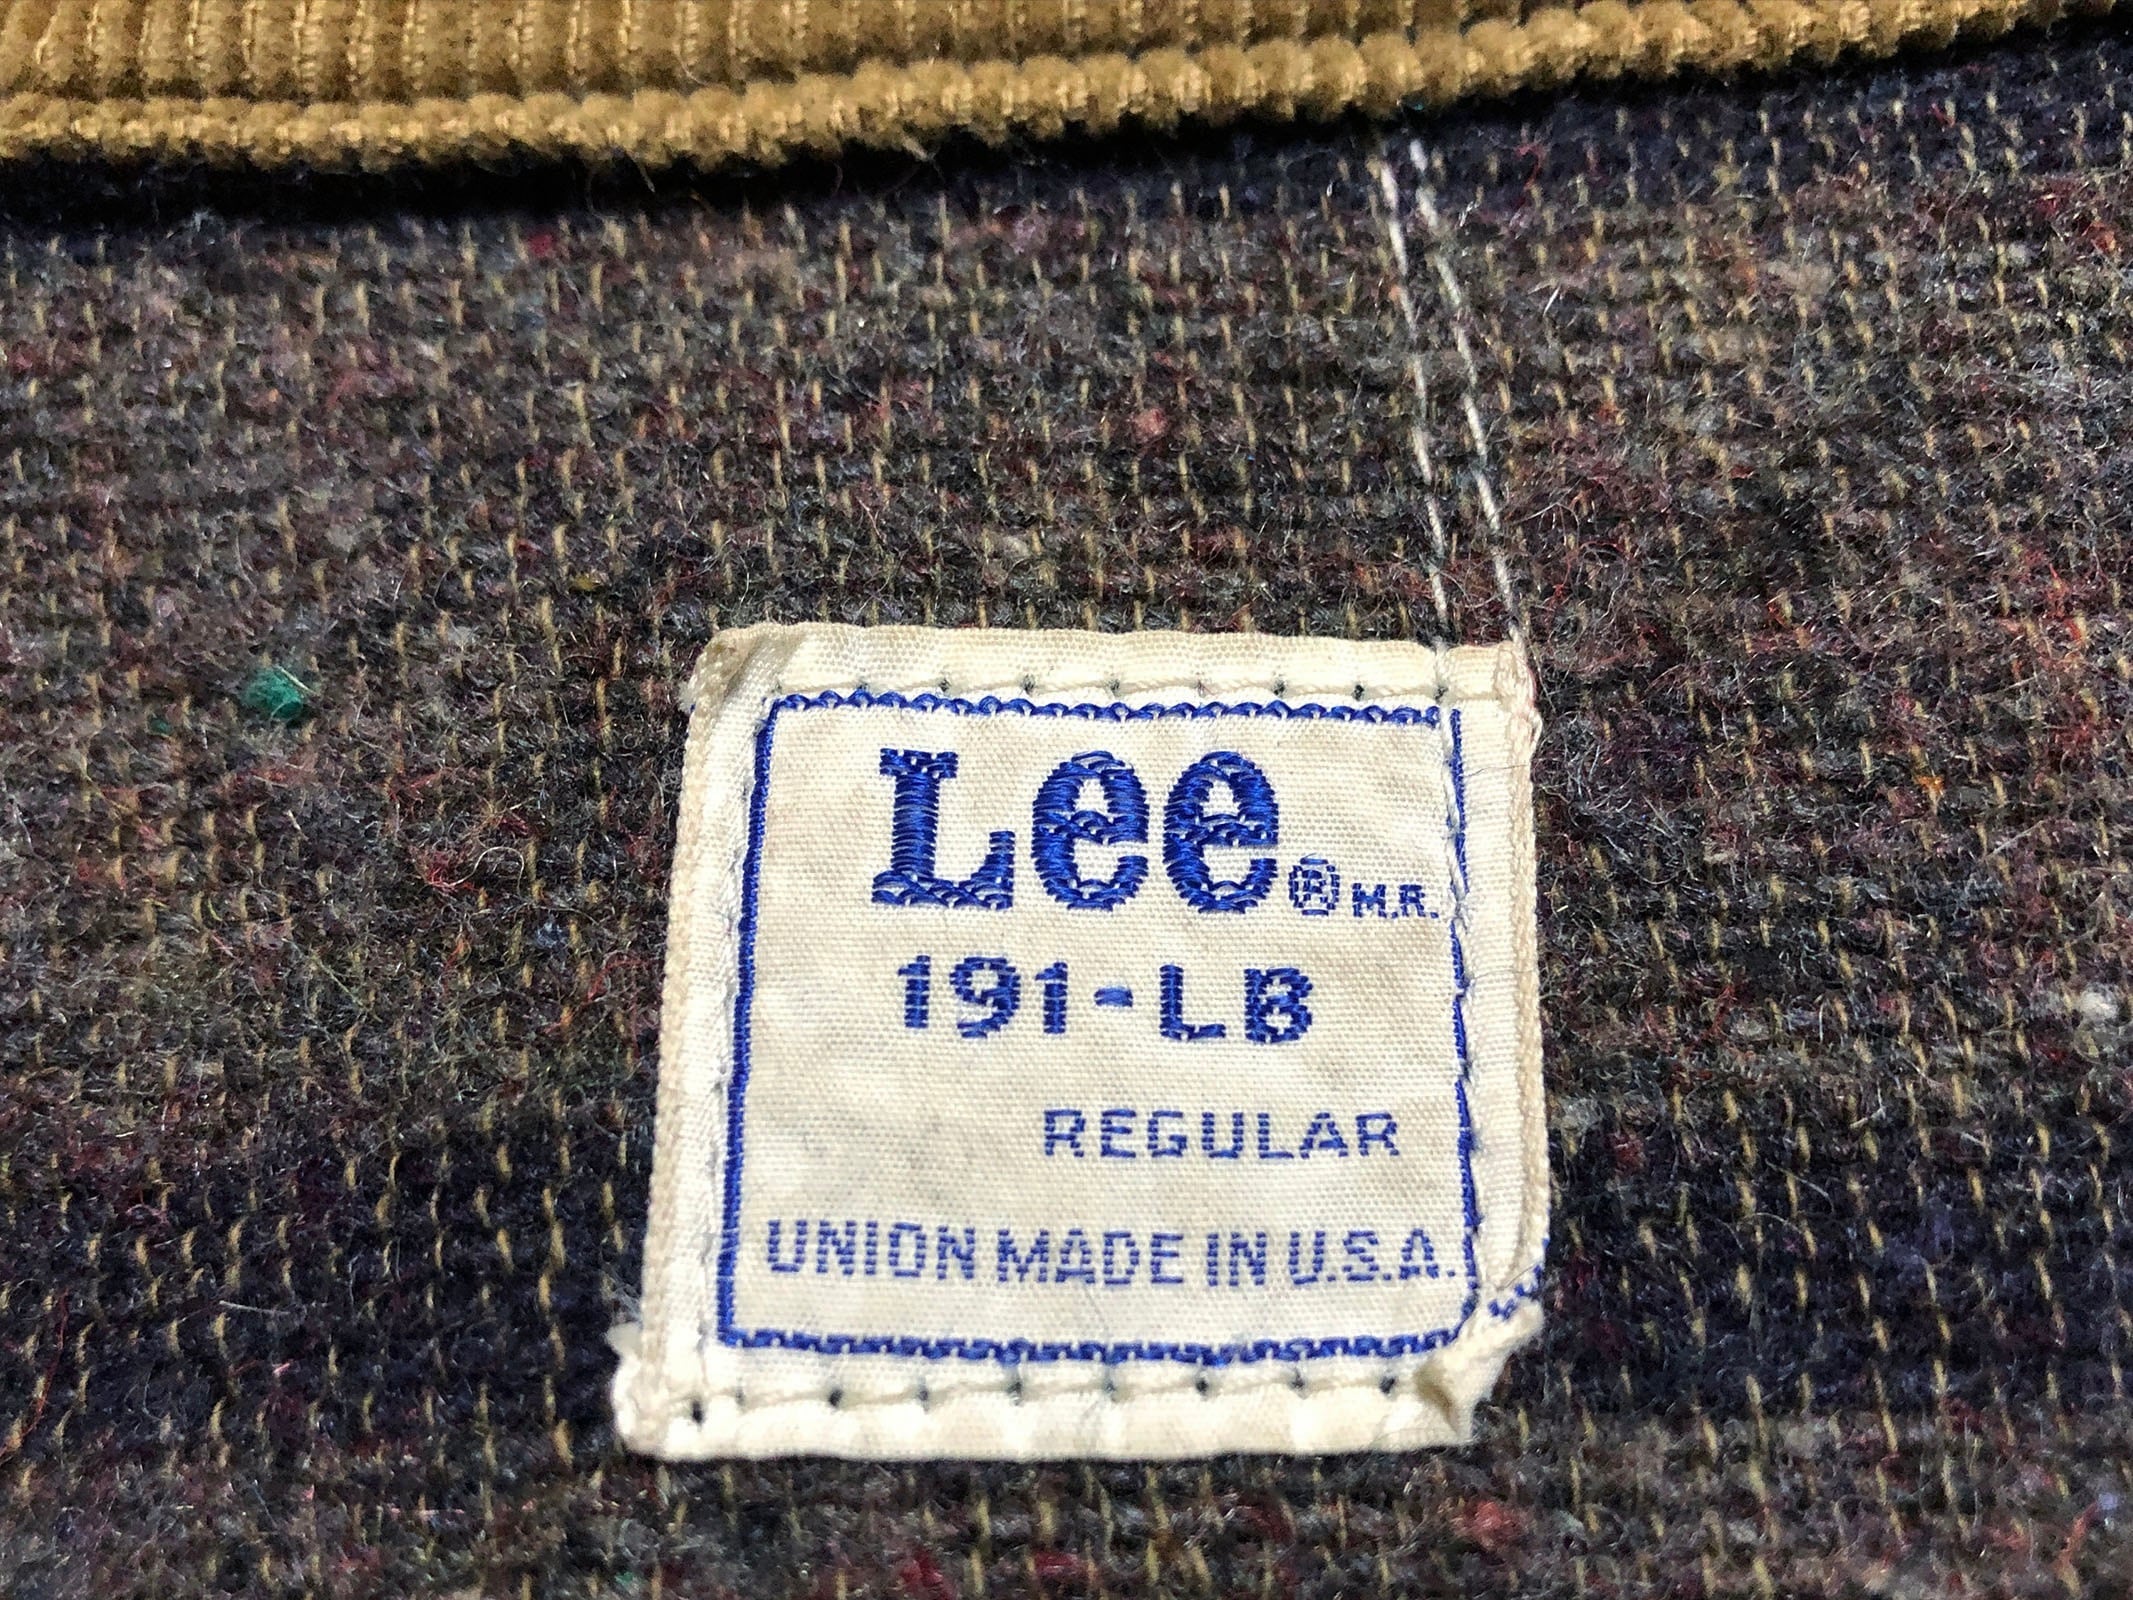 Lee® M.R.
191-LB
REGULAR
UNION MADE IN U.S.A.